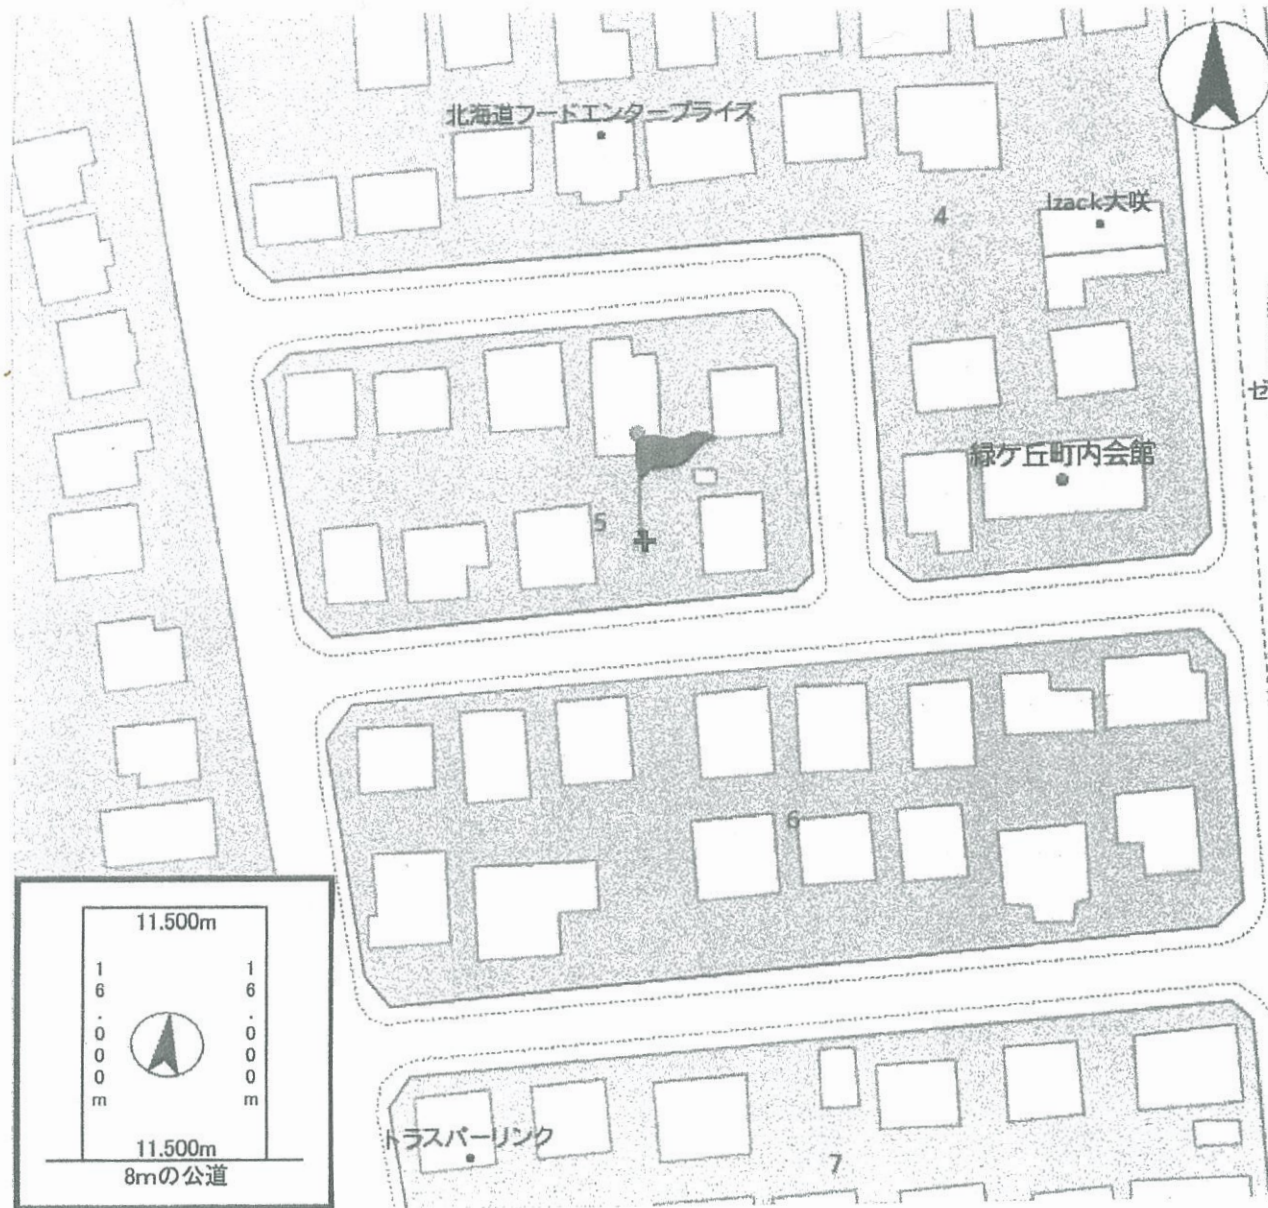 北海道フードエンタープライズ
4
Izack大咲
ゼ
緑ケ丘町内会館
5
6
11.500m
16.000m
16.000m
11.500m
8mの公道
トラスパーリンク
7